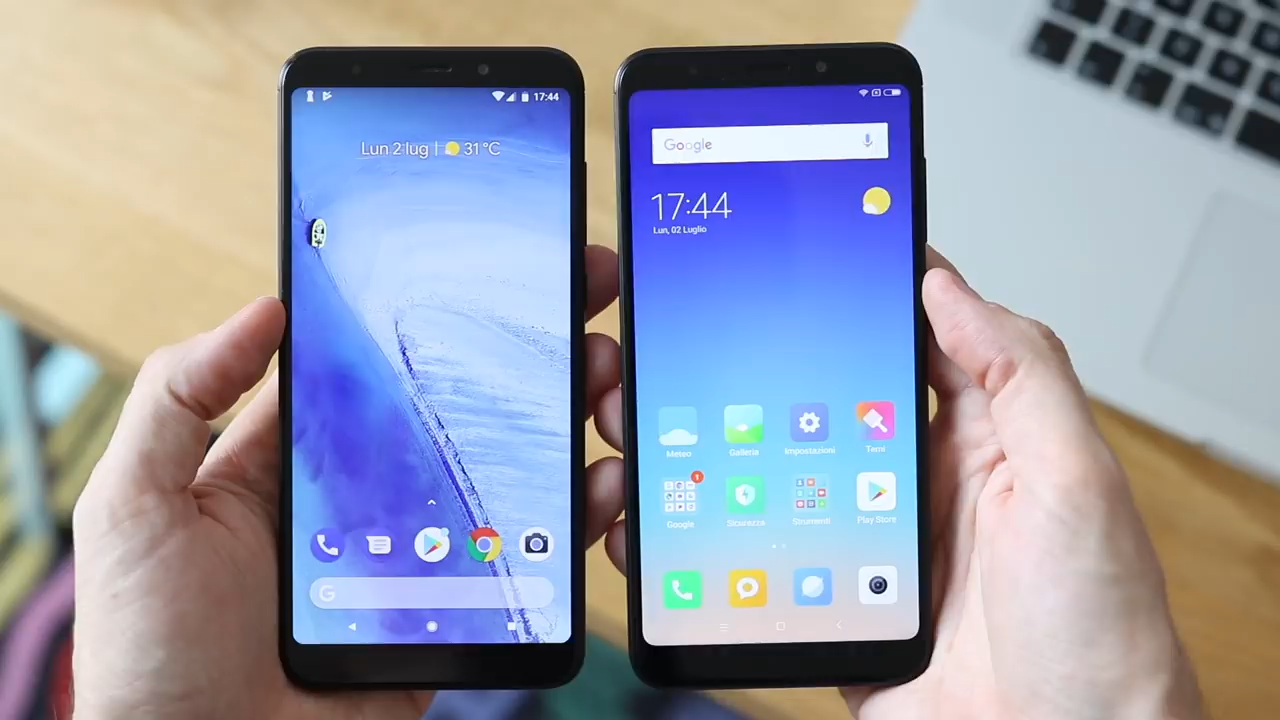 17:44
Lun 2 lug | 31 °C
G
Google
17:44
Lun, 02 Luglio
Meteo
Galleria
Impostazioni
Temi
1
Google
Sicurezza
Strumenti
Play Store